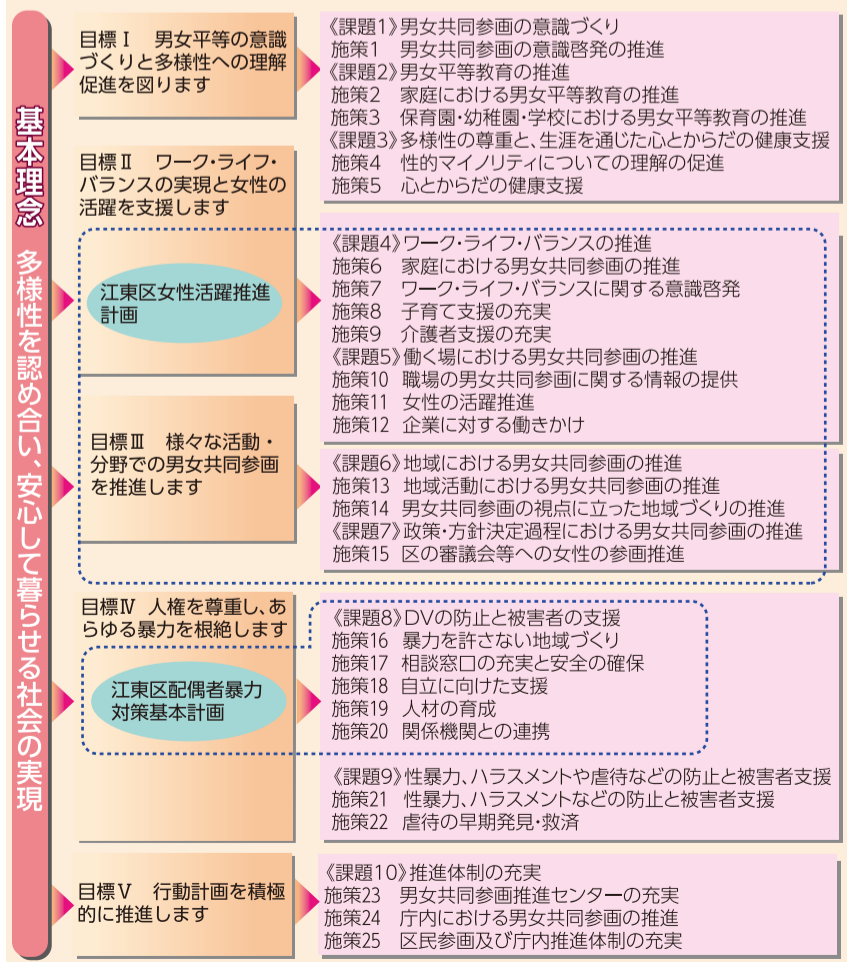 基本理念 多様性を認め合い、安心して暮らせる社会の実現
目標Ⅰ 男女平等の意識
づくりと多様性への理解
促進を図ります
《課題1》男女共同参画の意識づくり
施策1 男女共同参画の意識啓発の推進
《課題2》男女平等教育の推進
施策2 家庭における男女平等教育の推進
施策3 保育園・幼稚園・学校における男女平等教育の推進
《課題3》多様性の尊重と、生涯を通じた心とからだの健康支援
施策4 性的マイノリティについての理解の促進
施策5 心とからだの健康支援
目標Ⅱ ワーク・ライフ・
バランスの実現と女性の
活躍を支援します
江東区女性活躍推進
計画
《課題4》ワーク・ライフ・バランスの推進
施策6 家庭における男女共同参画の推進
施策7 ワーク・ライフ・バランスに関する意識啓発
施策8 子育て支援の充実
施策9 介護者支援の充実
《課題5》働く場における男女共同参画の推進
施策10 職場の男女共同参画に関する情報の提供
施策11 女性の活躍推進
施策12 企業に対する働きかけ
目標Ⅲ 様々な活動・
分野での男女共同参画
を推進します
《課題6》地域における男女共同参画の推進
施策13 地域活動における男女共同参画の推進
施策14 男女共同参画の視点に立った地域づくりの推進
《課題7》政策・方針決定過程における男女共同参画の推進
施策15 区の審議会等への女性の参画推進
目標Ⅳ 人権を尊重し、あ
らゆる暴力を根絶します
江東区配偶者暴力
対策基本計画
《課題8》DVの防止と被害者の支援
施策16 暴力を許さない地域づくり
施策17 相談窓口の充実と安全の確保
施策18 自立に向けた支援
施策19 人材の育成
施策20 関係機関との連携
《課題9》性暴力、ハラスメントや虐待などの防止と被害者支援
施策21 性暴力、ハラスメントなどの防止と被害者支援
施策22 虐待の早期発見・救済
目標Ⅴ 行動計画を積極
的に推進します
《課題10》推進体制の充実
施策23 男女共同参画推進センターの充実
施策24 庁内における男女共同参画の推進
施策25 区民参画及び庁内推進体制の充実